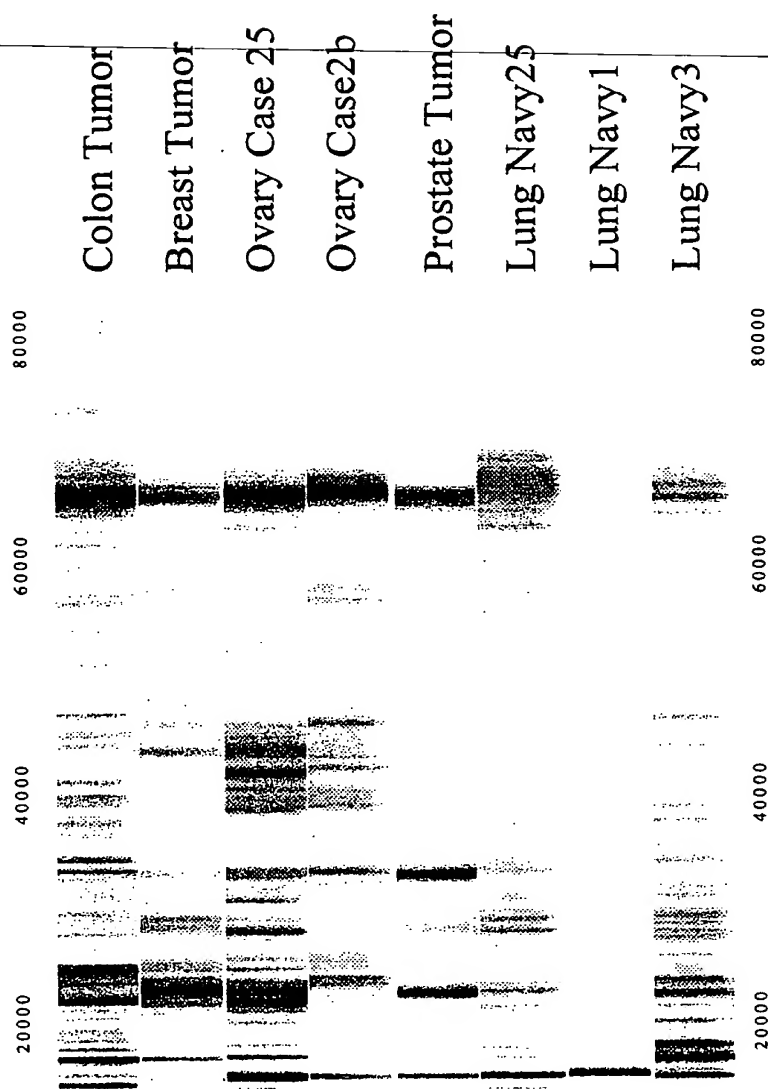 Colon Tumor
Breast Tumor
Ovary Case 25
Ovary Case2b
Prostate Tumor
Lung Navy25
Lung Navy1
Lung Navy3
80000
60000
40000
20000
80000
60000
40000
20000